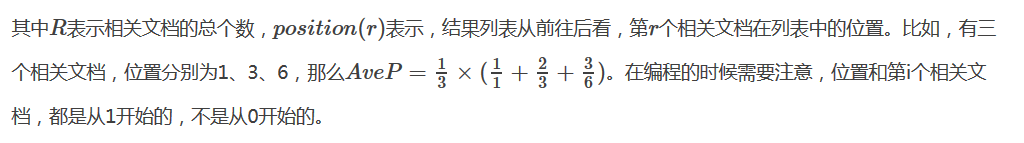 其中R表示相关文档的总个数，position(r)表示，结果列表从前往后看，第r个相关文档在列表中的位置。比如，有三
个相关文档，位置分别为1、3、6，那么AveP = \frac{1}{3} × (\frac{1}{1} + \frac{2}{3} + \frac{3}{6})。在编程的时候需要注意，位置和第i个相关文
档，都是从1开始的，不是从0开始的。